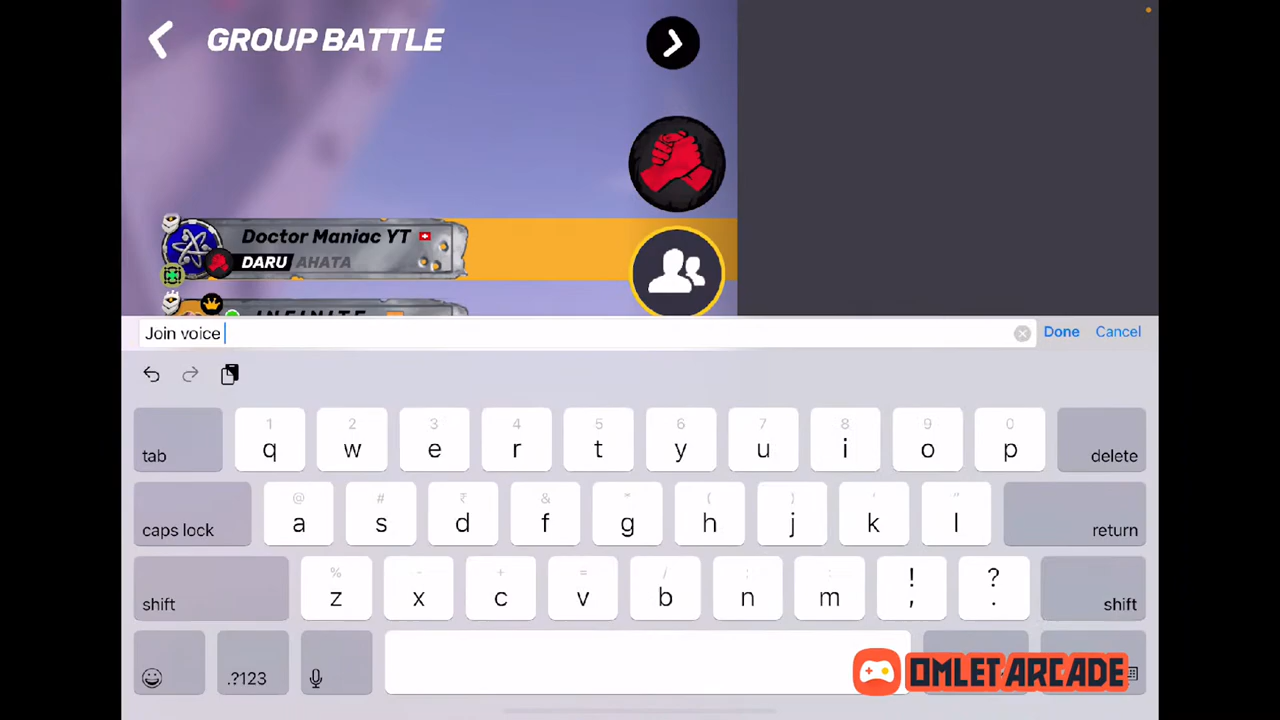 GROUP BATTLE
Doctor Maniac YT
DARU AHATA
INFINITE
Join voice
Done
Cancel
1 2 3 4 5 6 7 8 9 0
tab q w e r t y u i o p delete
@ # ₹ & * ( ) ' "
caps lock a s d f g h j k l return
% - + = / ; : ! ?
shift z x c v b n m , . shift
.?123
OMLET ARCADE